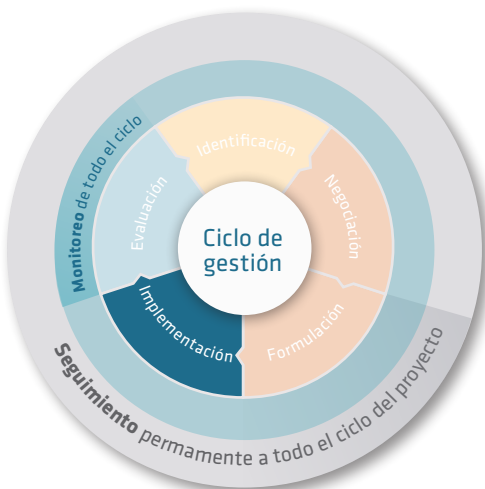 Ciclo de
gestión
Identificación
Negociación
Formulación
Implementación
Evaluación
Monitoreo de todo el ciclo
Seguimiento permamente a todo el ciclo del proyecto